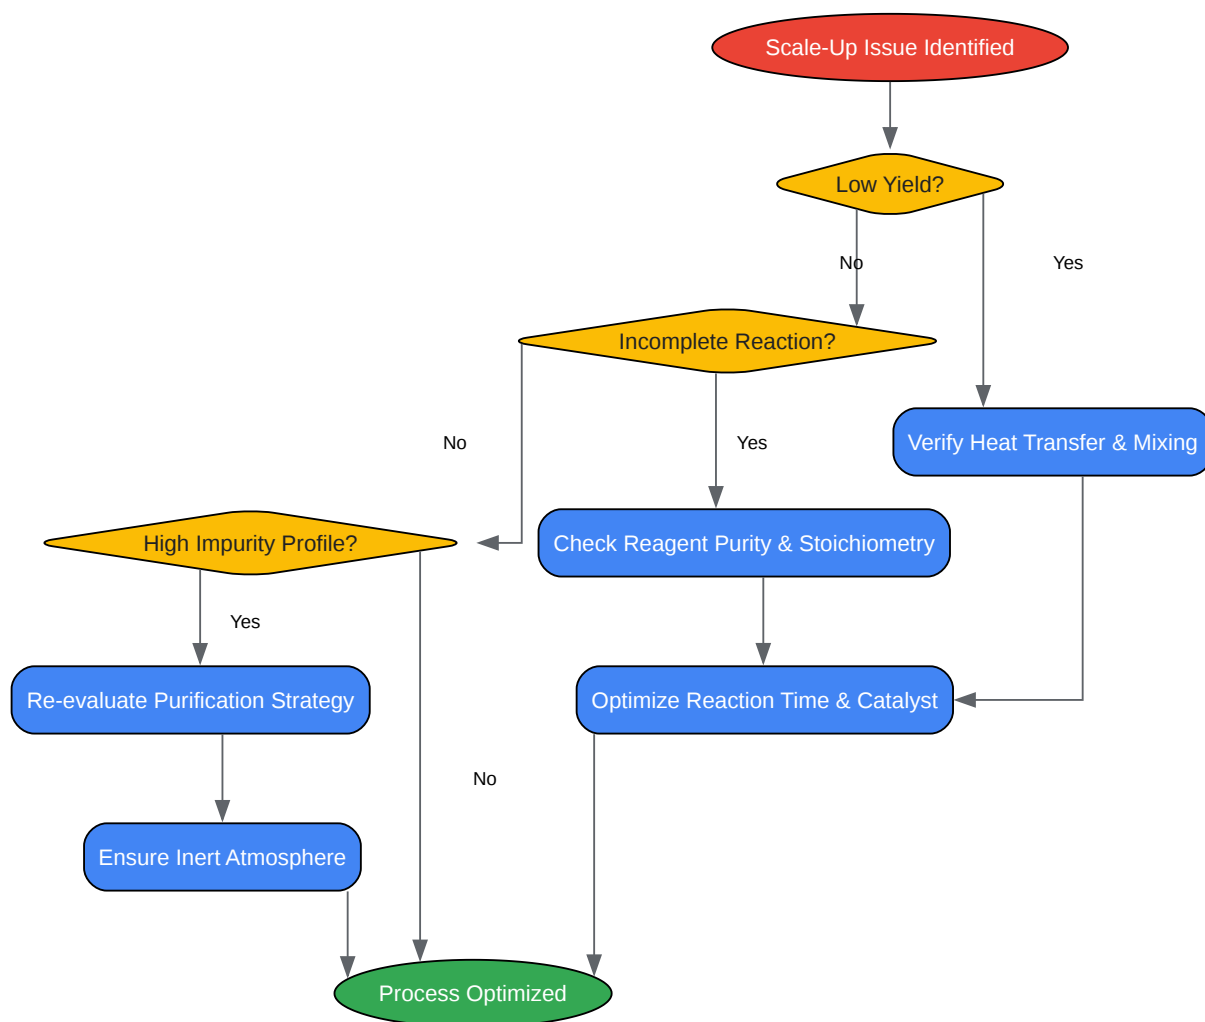 Scale-Up Issue Identified
Low Yield?
No
Yes
Incomplete Reaction?
No
Yes
Verify Heat Transfer & Mixing
High Impurity Profile?
Check Reagent Purity & Stoichiometry
Yes
Re-evaluate Purification Strategy
Optimize Reaction Time & Catalyst
No
Ensure Inert Atmosphere
Process Optimized